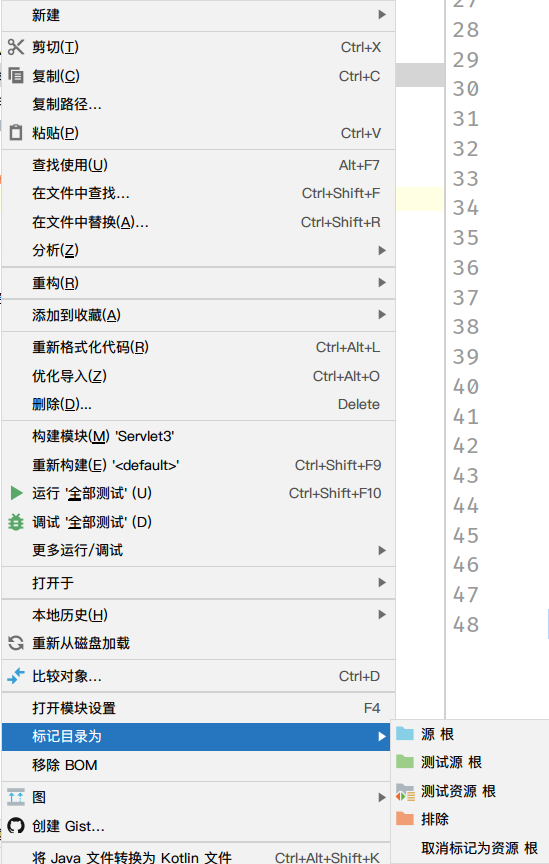 新建
剪切(T) Ctrl+X
复制(C) Ctrl+C
复制路径...
粘贴(P) Ctrl+V
查找使用(U) Alt+F7
在文件中查找... Ctrl+Shift+F
在文件中替换(A)... Ctrl+Shift+R
分析(Z)
重构(R)
添加到收藏(A)
重新格式化代码(R) Ctrl+Alt+L
优化导入(Z) Ctrl+Alt+O
删除(D)... Delete
构建模块(M) 'Servlet3'
重新构建(E) '<default>' Ctrl+Shift+F9
运行 '全部测试' (U) Ctrl+Shift+F10
调试 '全部测试' (D)
更多运行/调试
打开于
本地历史(H)
重新从磁盘加载
比较对象... Ctrl+D
打开模块设置 F4
标记目录为
移除 BOM
图
创建 Gist...
将 Java 文件转换为 Kotlin 文件 Ctrl+Alt+Shift+K
27
28
29
30
31
32
33
34
35
36
37
38
39
40
41
42
43
44
45
46
47
48
源 根
测试源 根
测试资源 根
排除
取消标记为资源 根